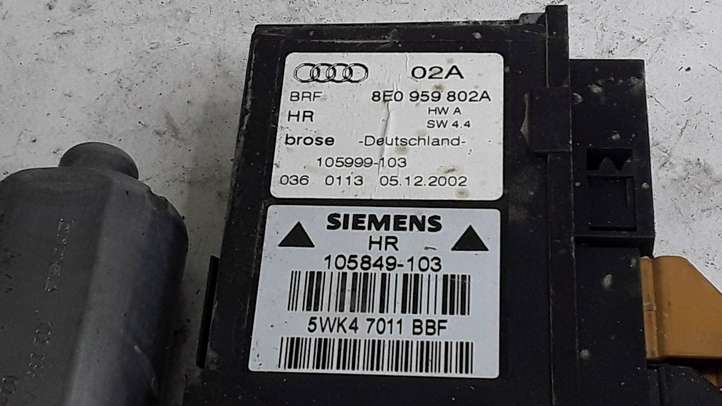 02A
BRF 8E0 959 802A
HR HW A
SW 4.4
brose -Deutschland-
105999-103
036 0113 05.12.2002
SIEMENS
HR
105849-103
5WK4 7011 BBF